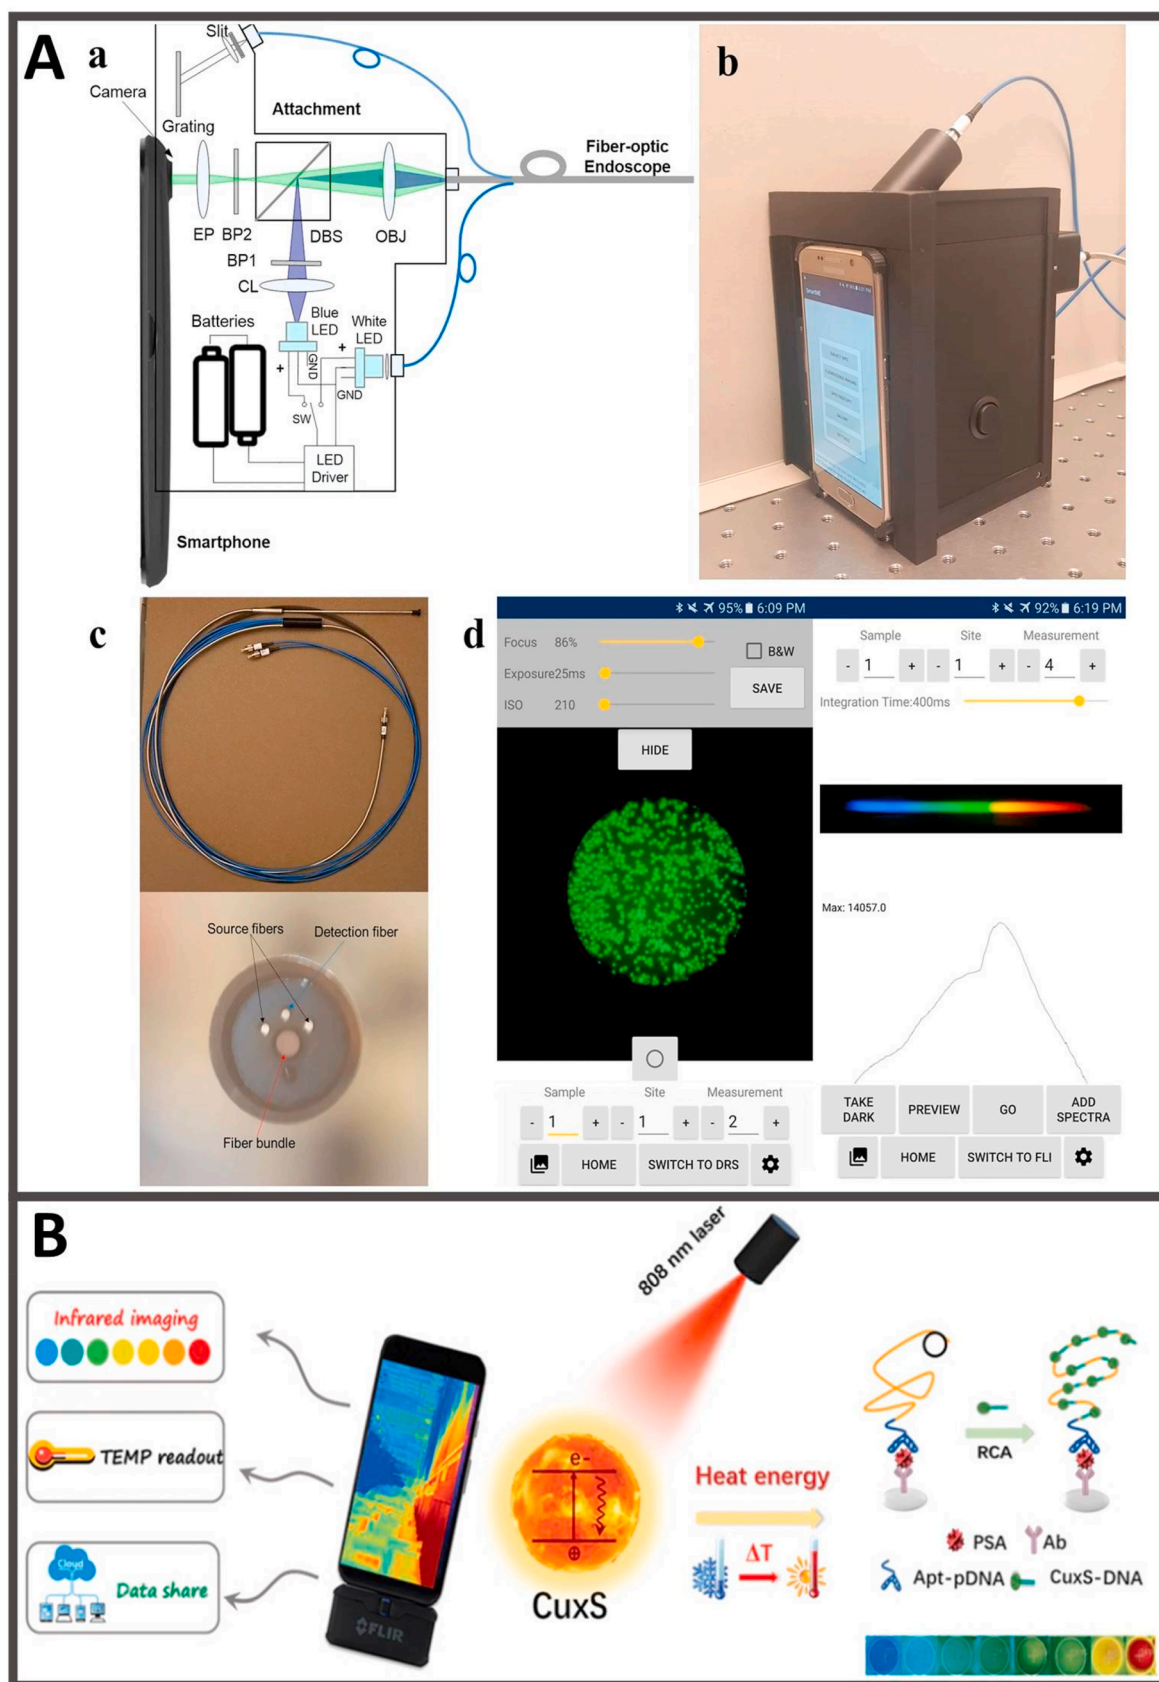 A
a
Slit
Camera
Attachment
Grating
Fiber-optic
Endoscope
EP
BP2
DBS
OBJ
BP1
CL
Batteries
Blue
LED
White
LED
+
+
GND
GND
SW
LED
Driver
Smartphone
b
c
Source fibers
Detection fiber
Fiber bundle
d
95% 6:09 PM
Focus 86%
B&W
Exposure25ms
SAVE
ISO 210
HIDE
Sample Site Measurement
- 1 + - 1 + - 2 +
HOME SWITCH TO DRS
92% 6:19 PM
Sample Site Measurement
- 1 + - 1 + - 4 +
Integration Time:400ms
Max: 14057.0
TAKE
DARK
PREVIEW
GO
ADD
SPECTRA
HOME SWITCH TO FLI
B
Infrared imaging
TEMP readout
Cloud
Data share
FLIR
808 nm laser
e-
⊕
CuxS
Heat energy
ΔT
RCA
PSA
Ab
Apt-pDNA
CuxS-DNA